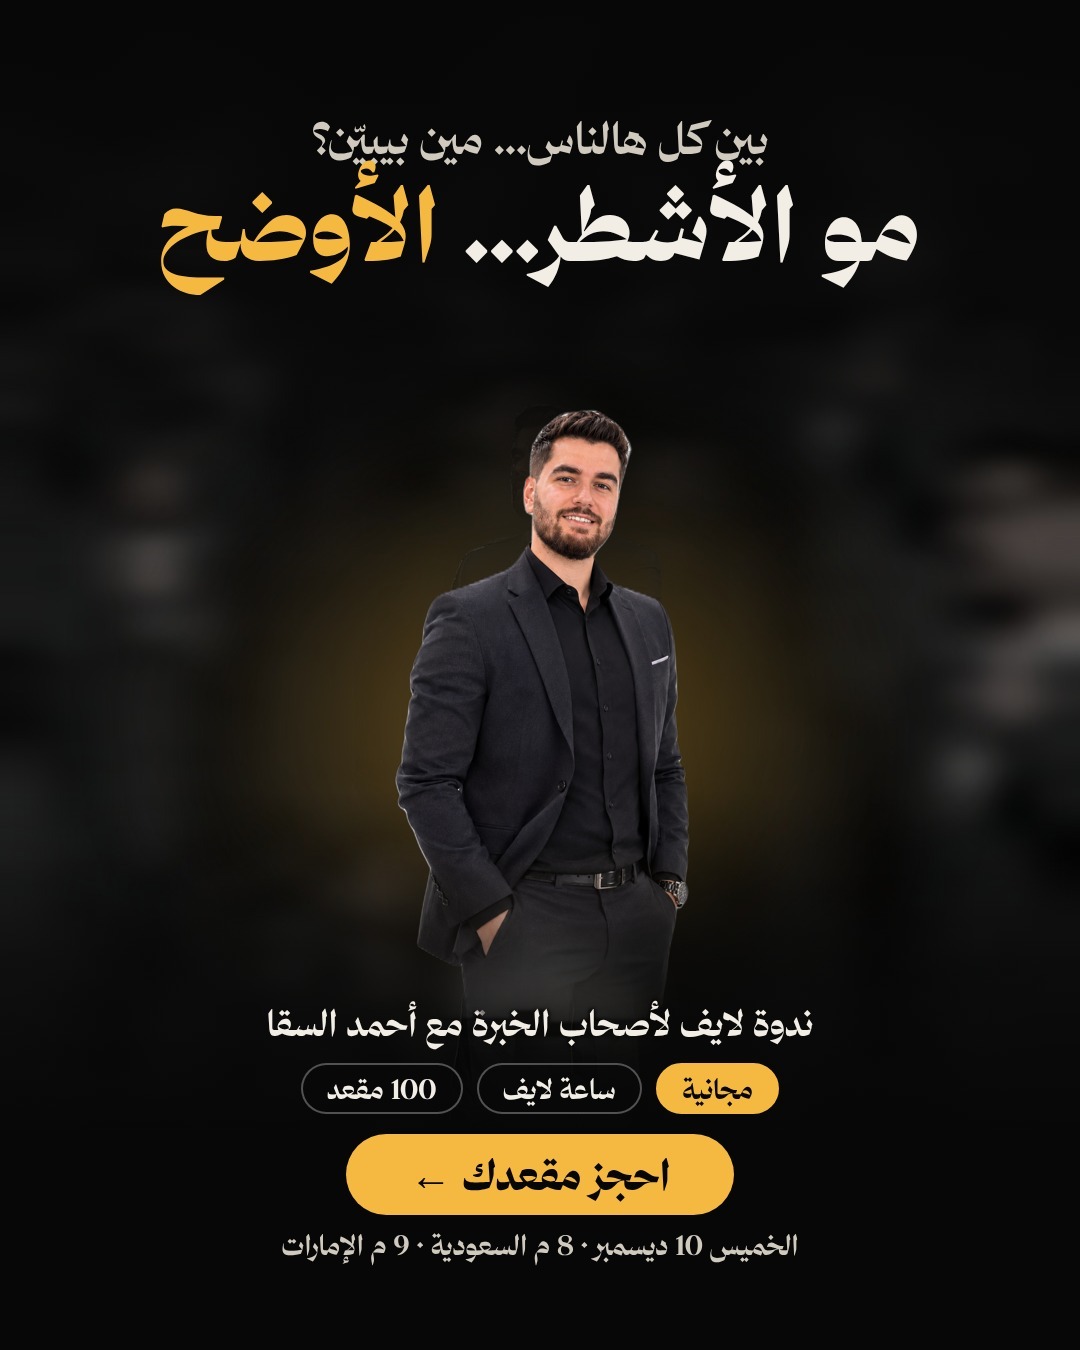 بين كل هالناس... مين بيبيّن؟
مو الأشطر... الأوضح
ندوة لايف لأصحاب الخبرة مع أحمد السقا
مجانية
ساعة لايف
100 مقعد
احجز مقعدك ←
الخميس 10 ديسمبر · 8 م السعودية · 9 م الإمارات